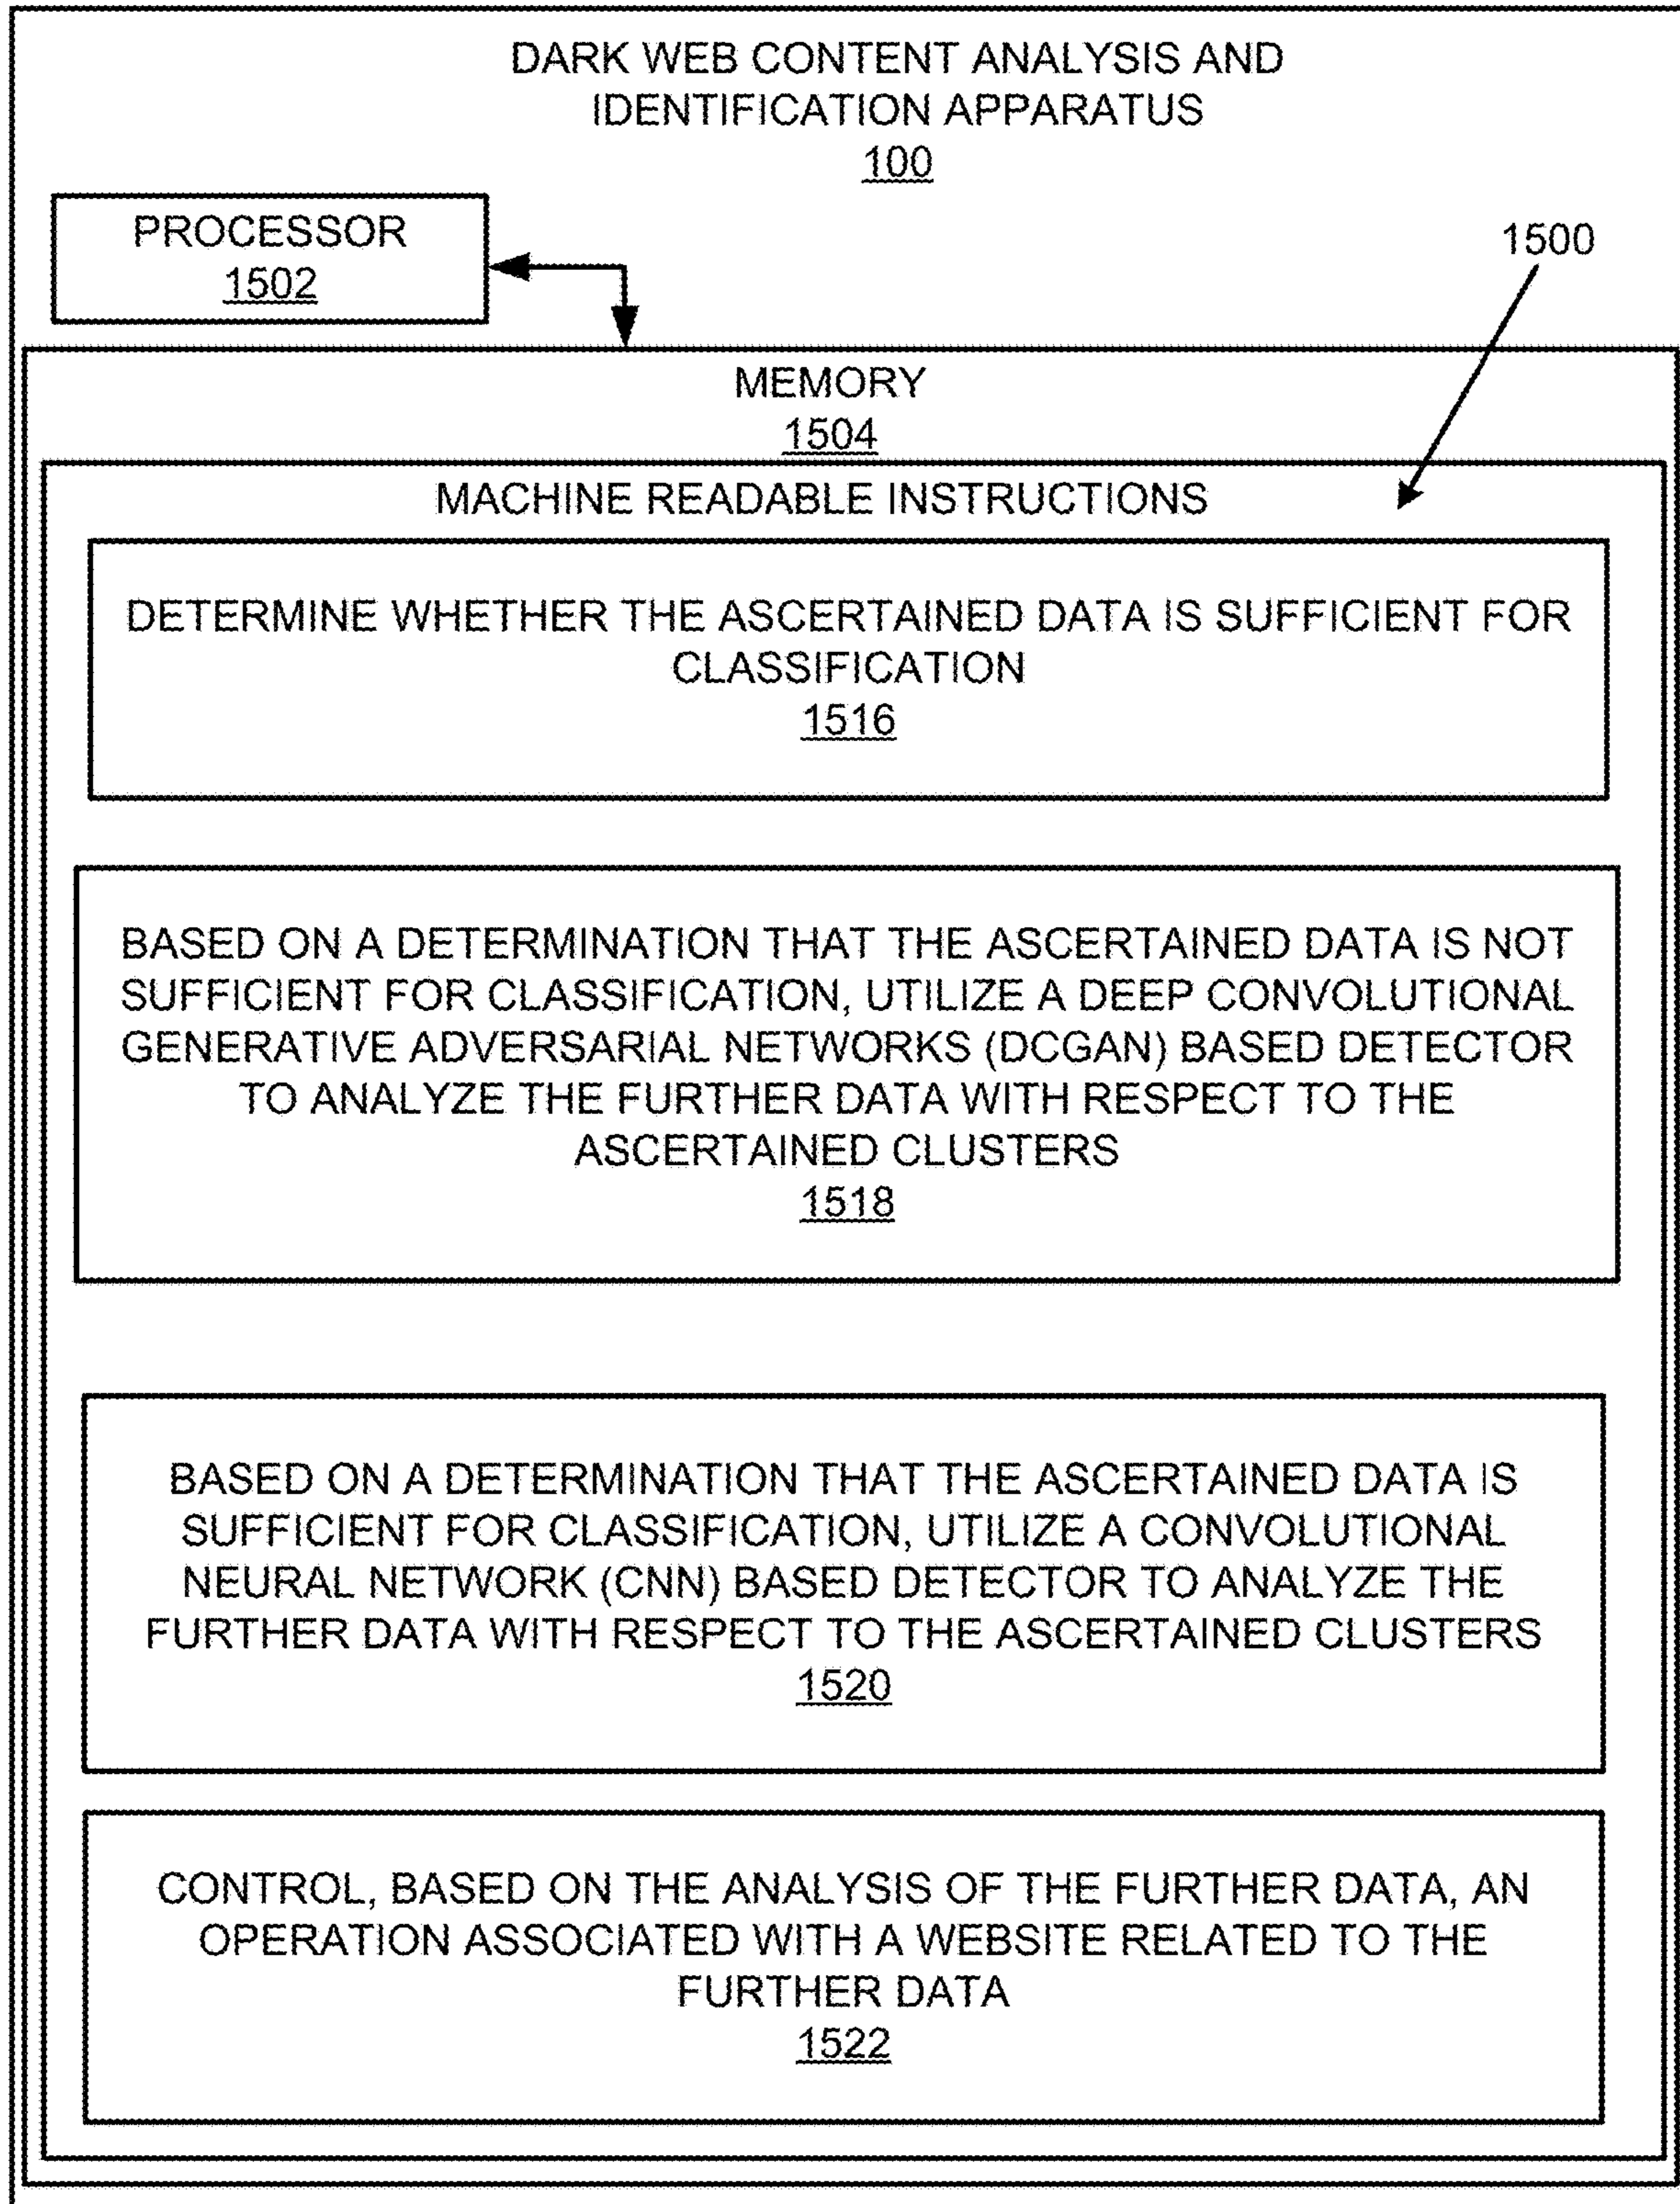 DARK WEB CONTENT ANALYSIS AND
IDENTIFICATION APPARATUS
100
PROCESSOR
1502
1500
MEMORY
1504
MACHINE READABLE INSTRUCTIONS
DETERMINE WHETHER THE ASCERTAINED DATA IS SUFFICIENT FOR
CLASSIFICATION
1516
BASED ON A DETERMINATION THAT THE ASCERTAINED DATA IS NOT
SUFFICIENT FOR CLASSIFICATION, UTILIZE A DEEP CONVOLUTIONAL
GENERATIVE ADVERSARIAL NETWORKS (DCGAN) BASED DETECTOR
TO ANALYZE THE FURTHER DATA WITH RESPECT TO THE
ASCERTAINED CLUSTERS
1518
BASED ON A DETERMINATION THAT THE ASCERTAINED DATA IS
SUFFICIENT FOR CLASSIFICATION, UTILIZE A CONVOLUTIONAL
NEURAL NETWORK (CNN) BASED DETECTOR TO ANALYZE THE
FURTHER DATA WITH RESPECT TO THE ASCERTAINED CLUSTERS
1520
CONTROL, BASED ON THE ANALYSIS OF THE FURTHER DATA, AN
OPERATION ASSOCIATED WITH A WEBSITE RELATED TO THE
FURTHER DATA
1522